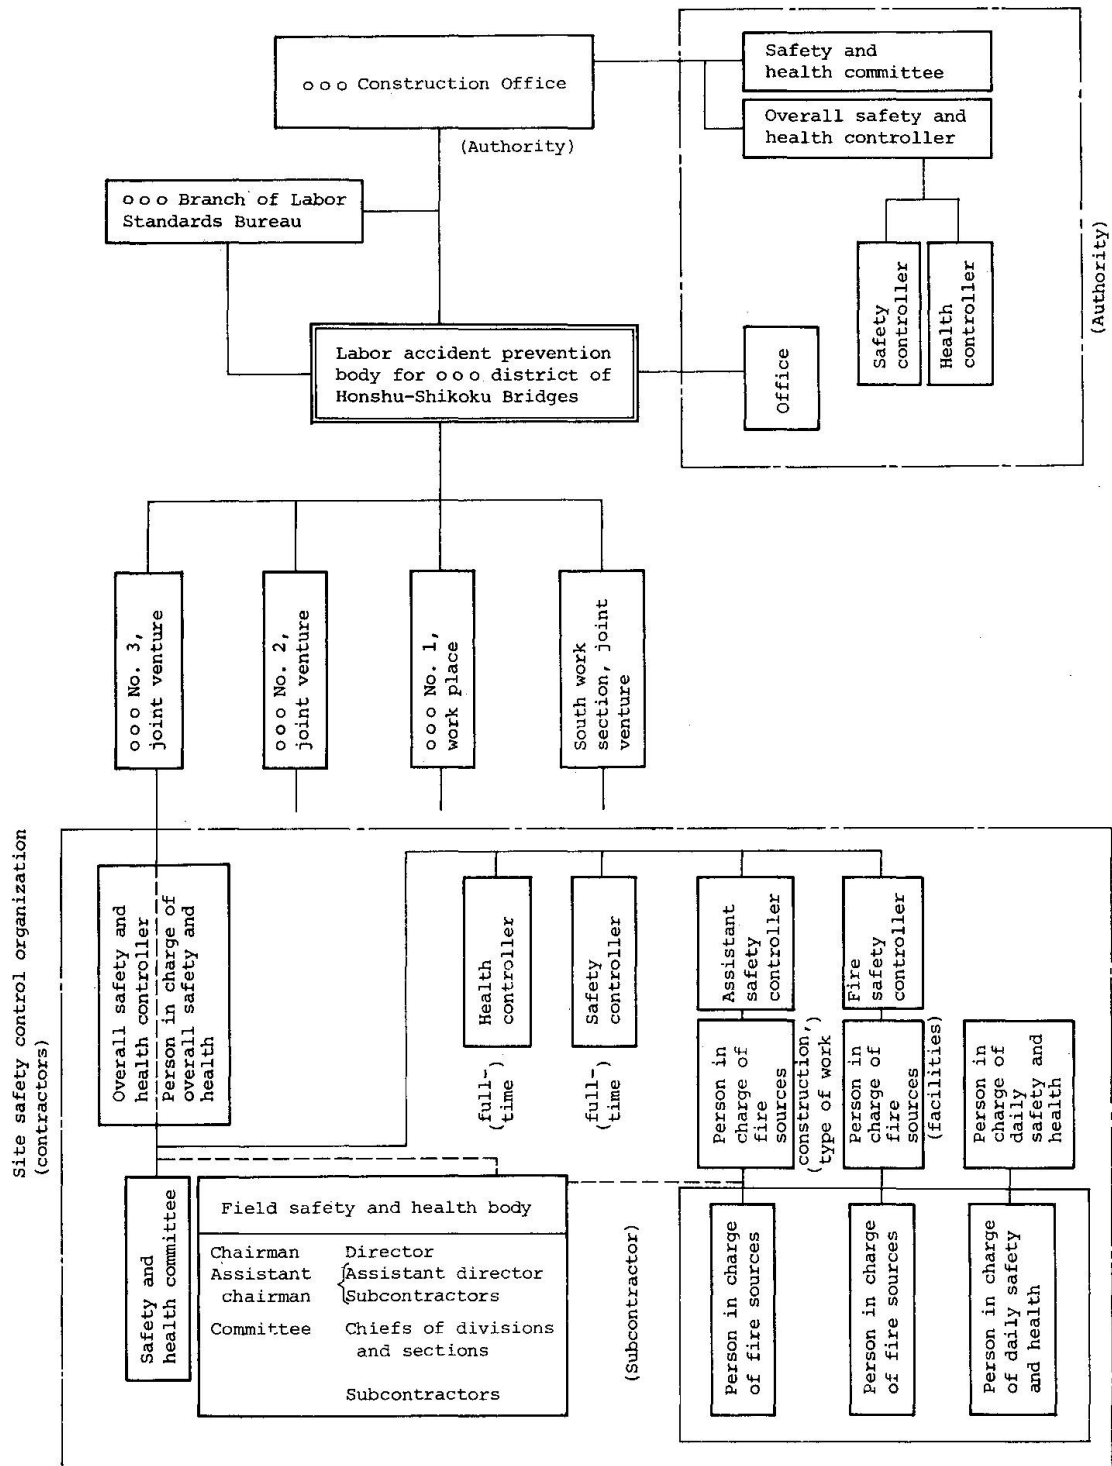 ooo Construction Office
(Authority)
Safety and
health committee
Overall safety and
health controller
Safety
controller
Health
controller
Office
(Authority)
ooo Branch of Labor
Standards Bureau
Labor accident prevention
body for ooo district of
Honshu-Shikoku Bridges
ooo No. 3,
joint venture
ooo No. 2,
joint venture
ooo No. 1,
work place
South work
section, joint
venture
Site safety control organization
(contractors)
Overall safety and
health controller
Person in charge of
overall safety and
health
Health
controller
(full-
time)
Safety
controller
(full-
time)
Assistant
safety
controller
Fire
safety
controller
Person in
charge of
fire
sources
(construction,
type of work)
Person in
charge of
fire
sources
(facilities)
Person in
charge of
daily
safety and
health
Safety and
health committee
Field safety and health body
Chairman Director
Assistant {Assistant director
chairman Subcontractors
Committee Chiefs of divisions
and sections
Subcontractors
(Subcontractor)
Person in charge
of fire sources
Person in charge
of fire sources
Person in charge
of daily safety
and health